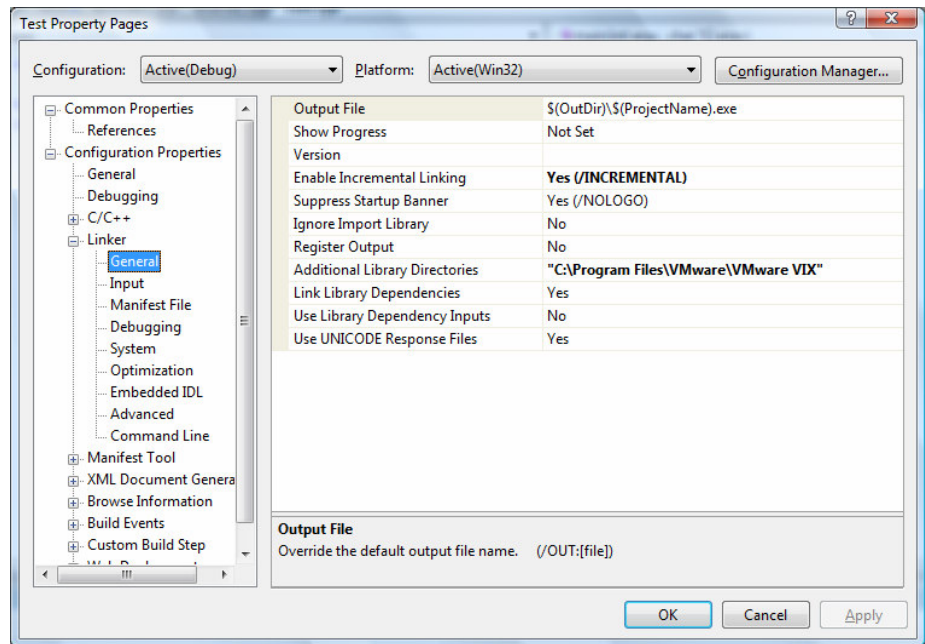 Test Property Pages
Configuration: Active(Debug) Platform: Active(Win32) Configuration Manager...
Common Properties
References
Configuration Properties
General
Debugging
C/C++
Linker
General
Input
Manifest File
Debugging
System
Optimization
Embedded IDL
Advanced
Command Line
Manifest Tool
XML Document Genera
Browse Information
Build Events
Custom Build Step
Output File $(OutDir)\$(ProjectName).exe
Show Progress Not Set
Version
Enable Incremental Linking Yes (/INCREMENTAL)
Suppress Startup Banner Yes (/NOLOGO)
Ignore Import Library No
Register Output No
Additional Library Directories "C:\Program Files\VMware\VMware VIX"
Link Library Dependencies Yes
Use Library Dependency Inputs No
Use UNICODE Response Files Yes
Output File
Override the default output file name. (/OUT:[file])
OK Cancel Apply